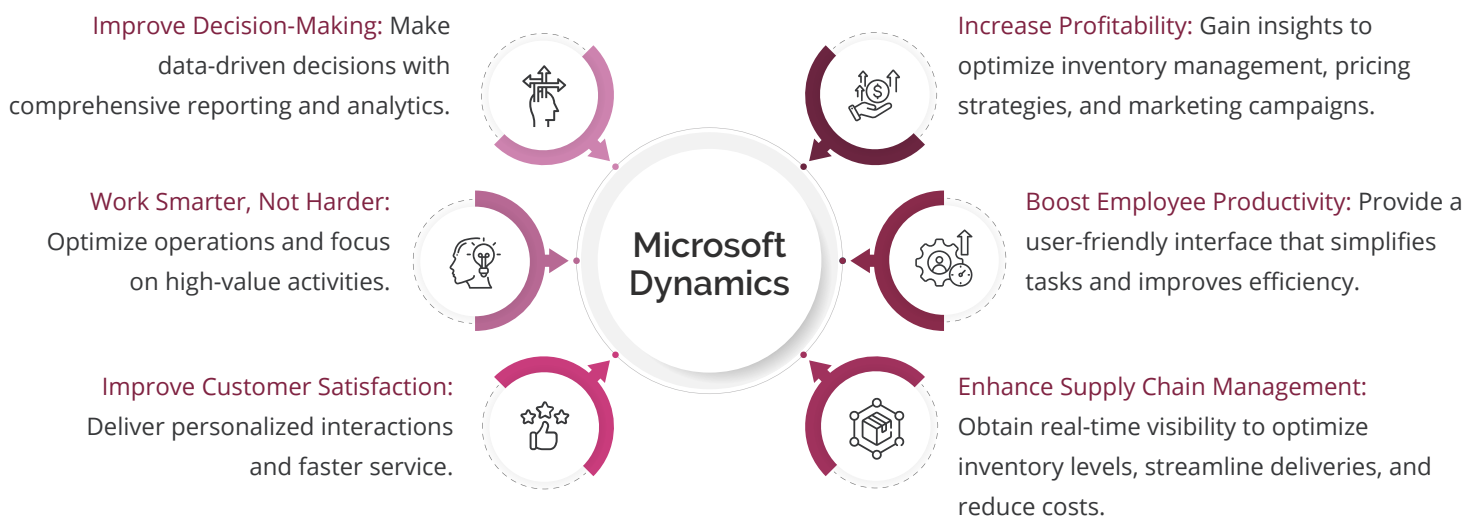 Improve Decision-Making: Make
data-driven decisions with
comprehensive reporting and analytics.
Work Smarter, Not Harder:
Optimize operations and focus
on high-value activities.
Improve Customer Satisfaction:
Deliver personalized interactions
and faster service.
Microsoft
Dynamics
Increase Profitability: Gain insights to
optimize inventory management, pricing
strategies, and marketing campaigns.
Boost Employee Productivity: Provide a
user-friendly interface that simplifies
tasks and improves efficiency.
Enhance Supply Chain Management:
Obtain real-time visibility to optimize
inventory levels, streamline deliveries, and
reduce costs.